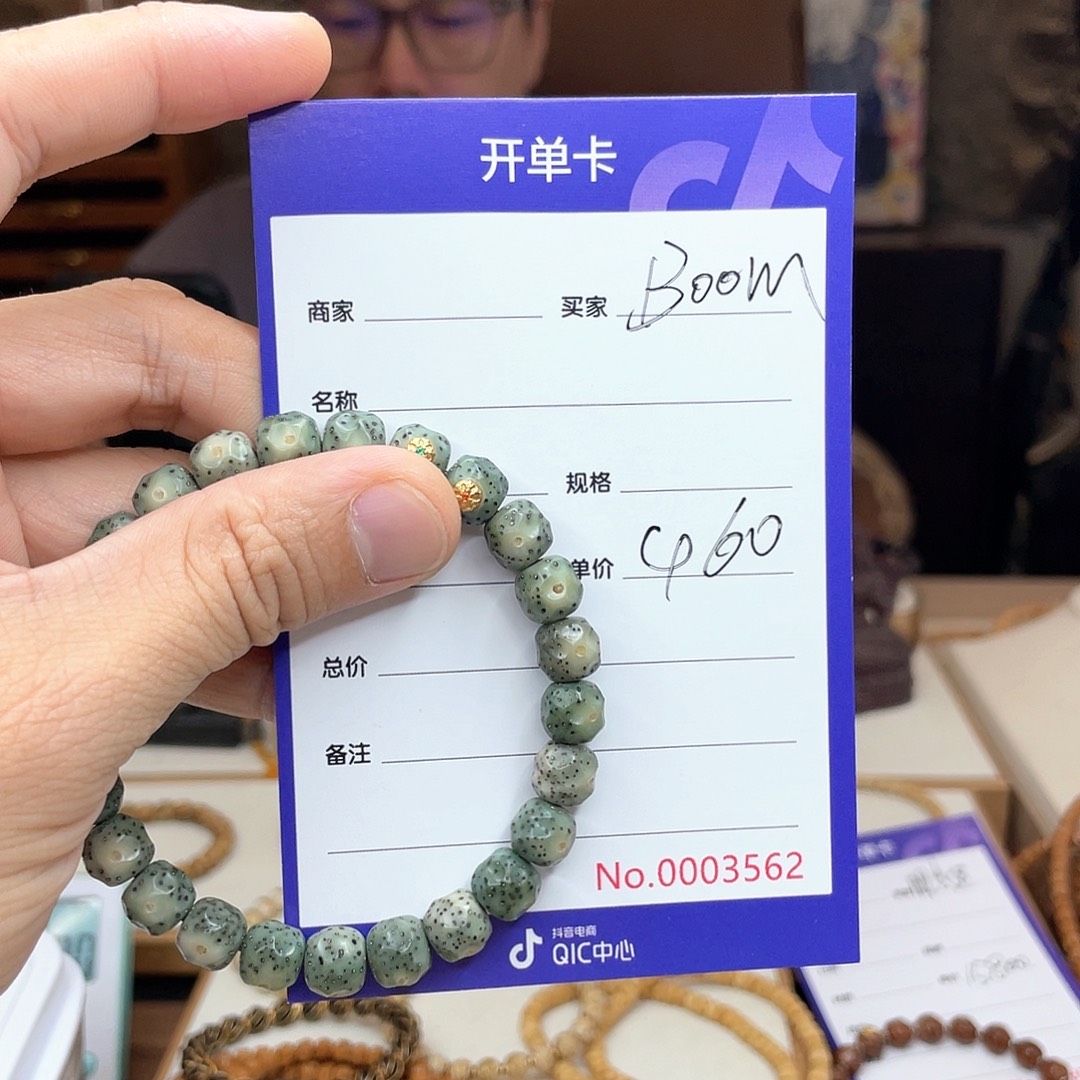 开单卡
商家 买家 Boom
名称
规格
单价 460
总价
备注
No.0003562
抖音电商
QIC中心